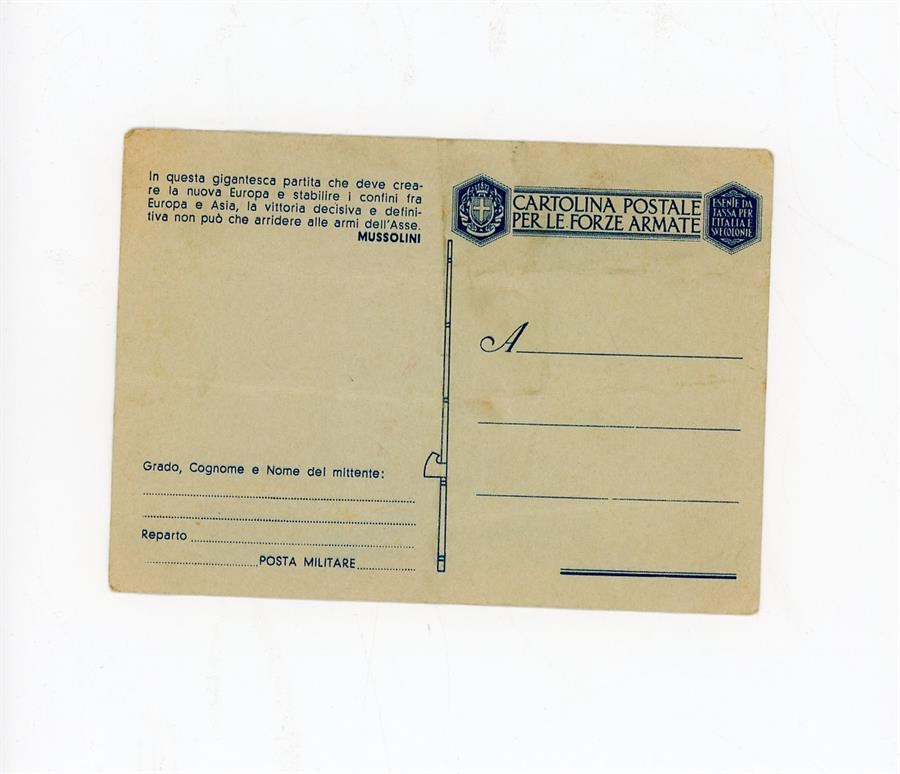 In questa gigantesca partita che deve crea-
re la nuova Europa e stabilire i confini fra
Europa e Asia, la vittoria decisiva e defini-
tiva non può che arridere alle armi dell'Asse.
MUSSOLINI
Grado, Cognome e Nome del mittente:
Reparto
POSTA MILITARE
CARTOLINA POSTALE
PER LE FORZE ARMATE
ESENTE DA
TASSA PER
L'ITALIA E
SVE COLONIE
A